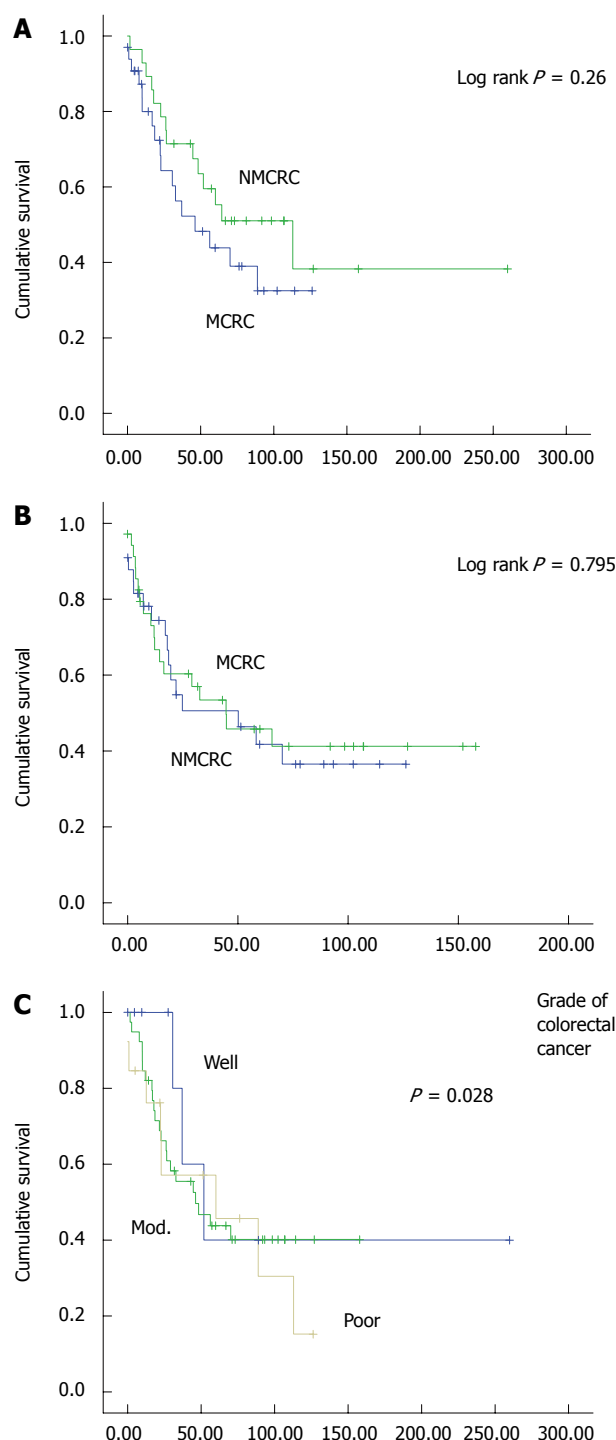 A
1.0
0.8
0.6
0.4
0.2
0.0
Cumulative survival
Log rank P = 0.26
NMCRC
MCRC
0.00 50.00 100.00 150.00 200.00 250.00 300.00
B
1.0
0.8
0.6
0.4
0.2
0.0
Cumulative survival
Log rank P = 0.795
MCRC
NMCRC
0.00 50.00 100.00 150.00 200.00
C
1.0
0.8
0.6
0.4
0.2
0.0
Cumulative survival
Grade of
colorectal
cancer
Well
P = 0.028
Mod.
Poor
0.00 50.00 100.00 150.00 200.00 250.00 300.00